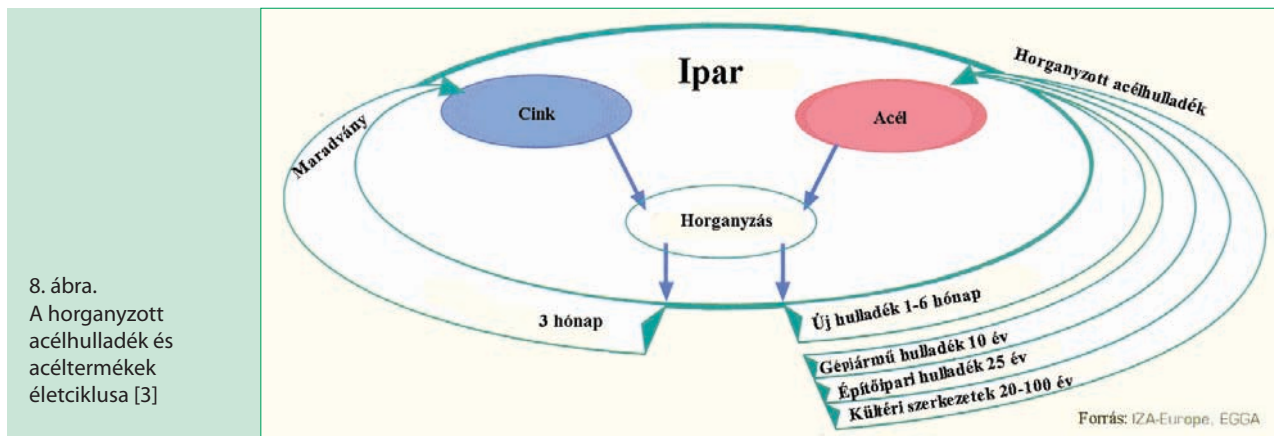 8. ábra.
A horganyzott
acélhulladék és
acéltermékek
életciklusa [3]
Ipar
Cink
Acél
Horganyzás
Maradvány
Horganyzott acélhulladék
3 hónap
Új hulladék 1-6 hónap
Gépjármű hulladék 10 év
Építőipari hulladék 25 év
Kültéri szerkezetek 20-100 év
Forrás: IZA-Europe, EGGA